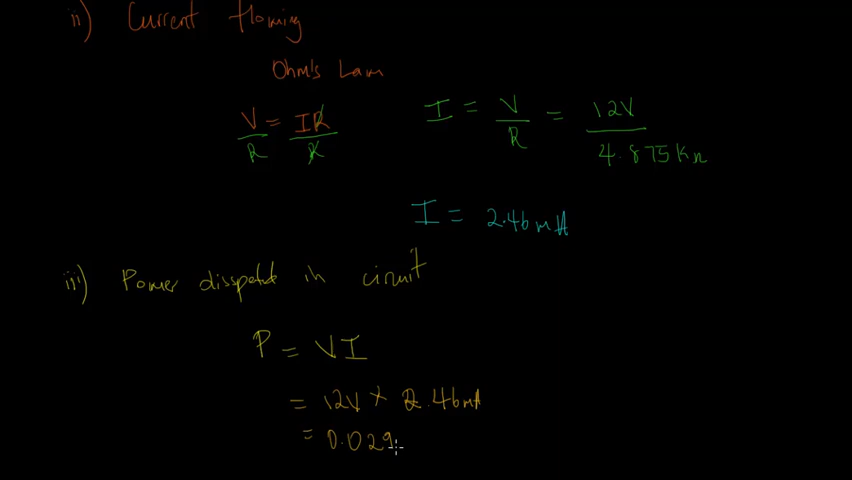 ii) Current flowing
Ohm's Law
V/R = IR/R
I = V/R = 12V/4.875KΩ
I = 2.46mA
iii) Power disspated in circuit
P = VI
= 12V × 2.46mA
= 0.029